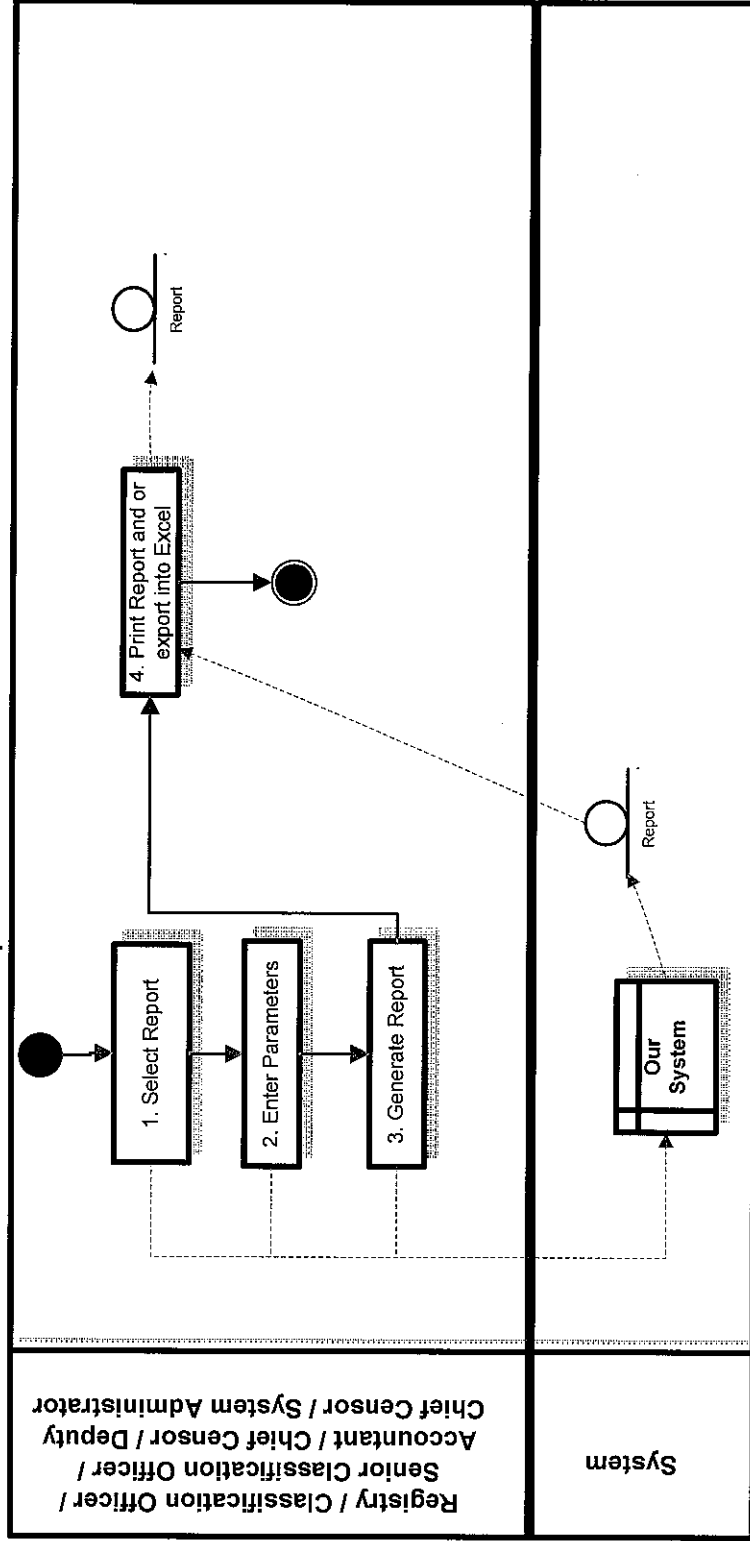 Registry / Classification Officer /
Senior Classification Officer /
Accountant / Chief Censor / Deputy
Chief Censor / System Administrator
1. Select Report
2. Enter Parameters
3. Generate Report
4. Print Report and or
export into Excel
Report
System
Our
System
Report